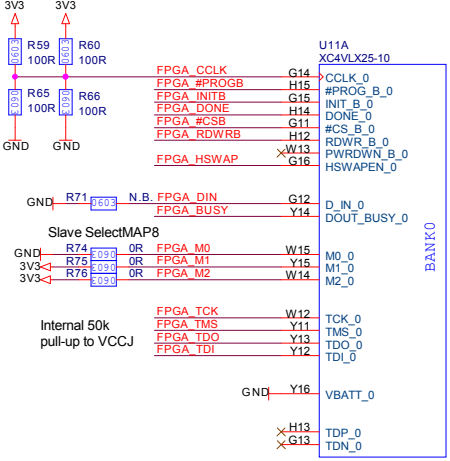 3V3 3V3
R59 R60
0603 0603
100R 100R
R65 R66
0603 0603
100R 100R
GND GND
U11A
XC4VLX25-10
FPGA_CCLK G14 CCLK_0
FPGA_#PROGB H15 #PROG_B_0
FPGA_INITB G15 INIT_B_0
FPGA_DONE H14 DONE_0
FPGA_#CSB G11 #CS_B_0
FPGA_RDWRB H12 RDWR_B_0
W13 PWRDWN_B_0
FPGA_HSWAP G16 HSWAPEN_0
GND R71 0603 N.B. FPGA_DIN G12 D_IN_0
FPGA_BUSY Y14 DOUT_BUSY_0
BANK0
Slave SelectMAP8
GND R74 0603 0R FPGA_M0 W15 M0_0
3V3 R75 0603 0R FPGA_M1 Y15 M1_0
3V3 R76 0603 0R FPGA_M2 W14 M2_0
Internal 50k
pull-up to VCCJ
FPGA_TCK W12 TCK_0
FPGA_TMS Y11 TMS_0
FPGA_TDO Y13 TDO_0
FPGA_TDI Y12 TDI_0
GND Y16 VBATT_0
H13 TDP_0
G13 TDN_0